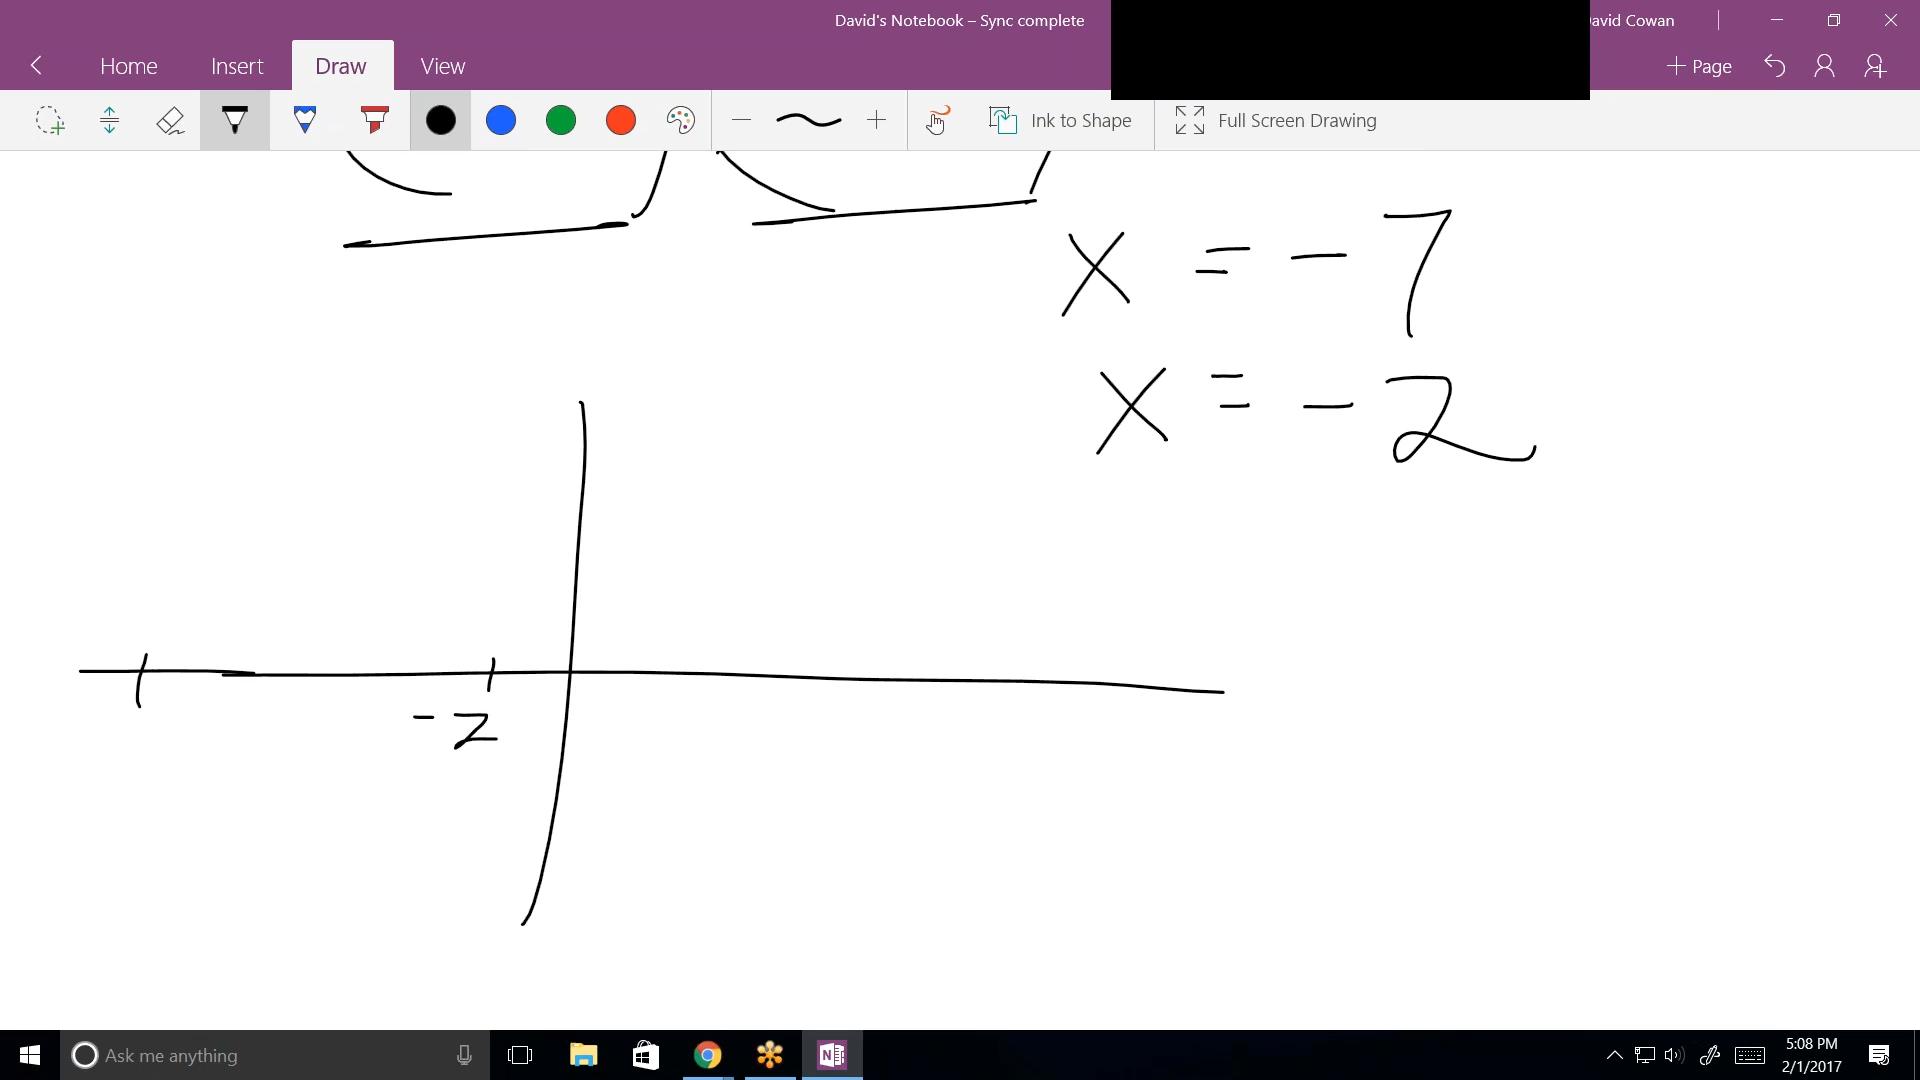 David's Notebook – Sync complete
avid Cowan
Home Insert Draw View
Page
Ink to Shape Full Screen Drawing
x = - 7
x = - 2
- 2
Ask me anything
N
5:08 PM
2/1/2017